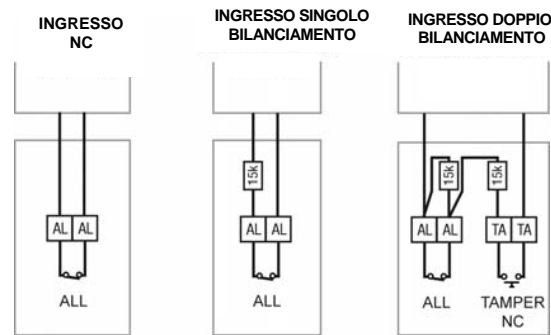 INGRESSO
NC
INGRESSO SINGOLO
BILANCIAMENTO
INGRESSO DOPPIO
BILANCIAMENTO
15k
15k
15k
AL AL
AL AL
AL AL
TA TA
ALL
ALL
ALL
TAMPER
NC